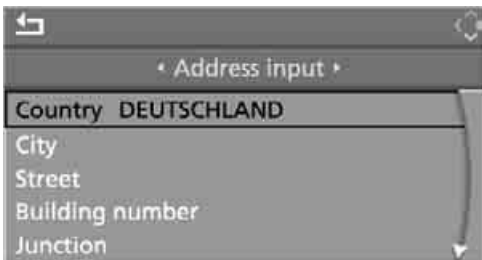 Address input
Country DEUTSCHLAND
City
Street
Building number
Junction